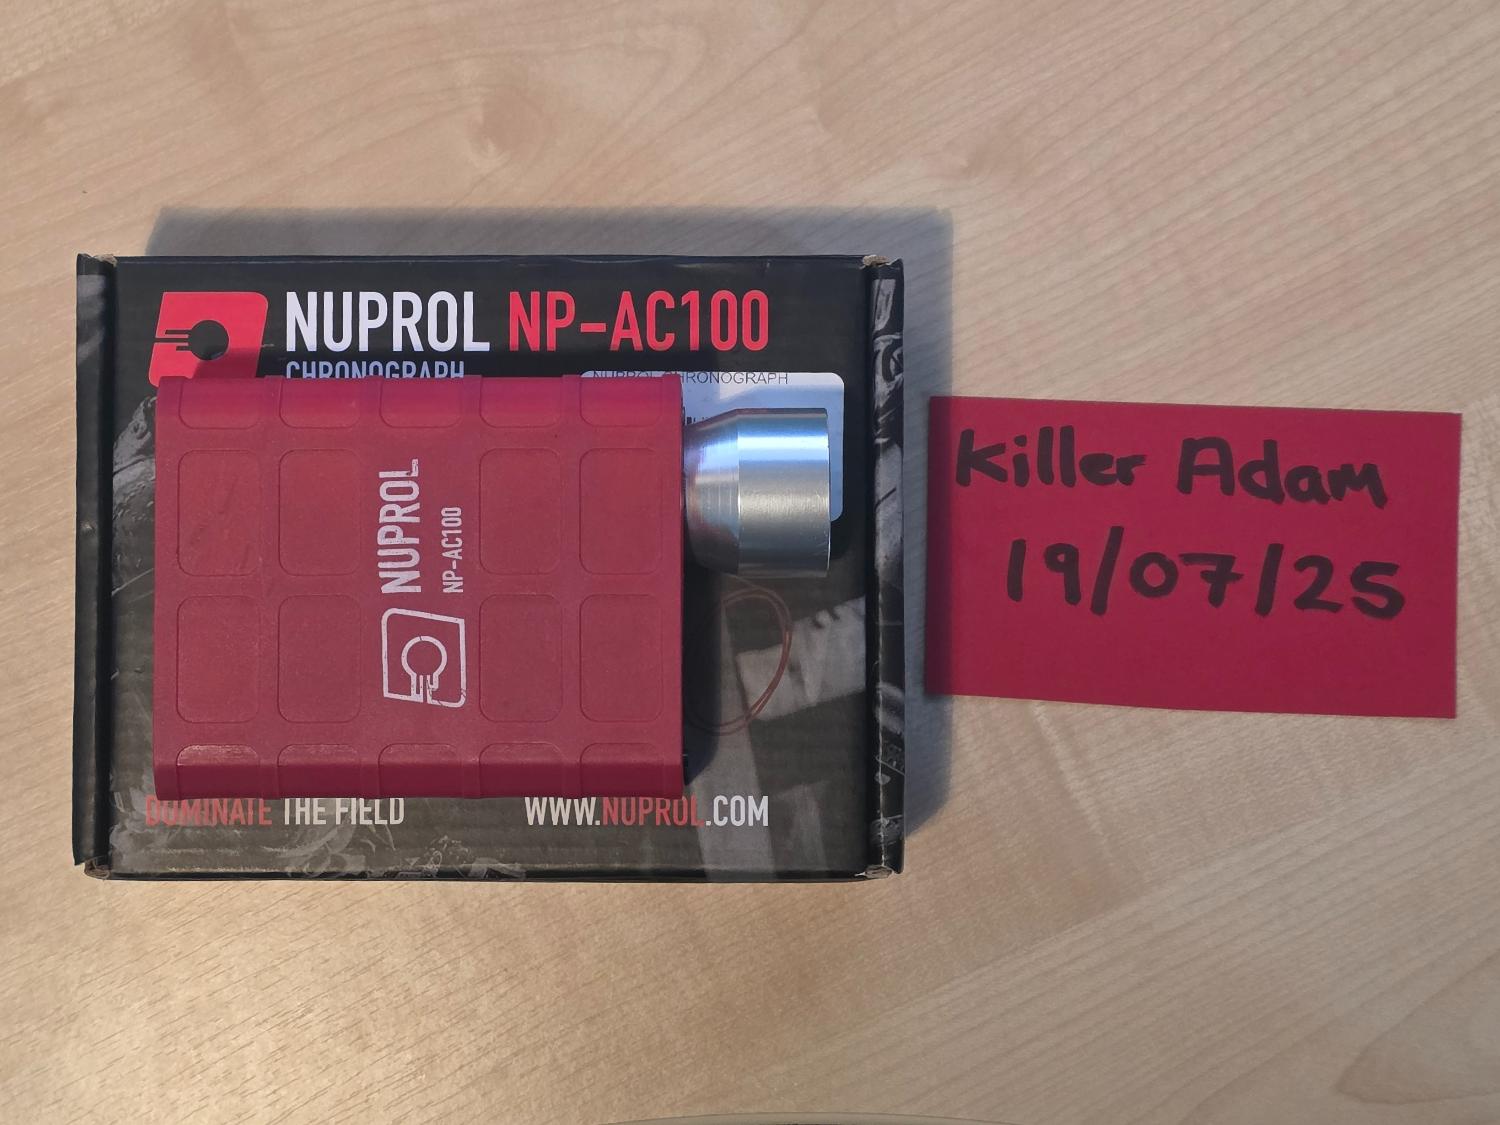 NUPROL NP-AC100
CHRONOGRAPH
NUPROL CHRONOGRAPH
NUPROL
NP-AC100
DOMINATE THE FIELD
WWW.NUPROL.COM
Killer Adam
19/07/25